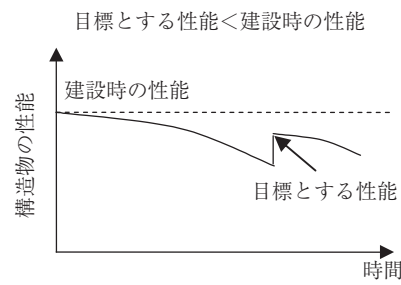 目標とする性能＜建設時の性能
建設時の性能
構造物の性能
目標とする性能
時間